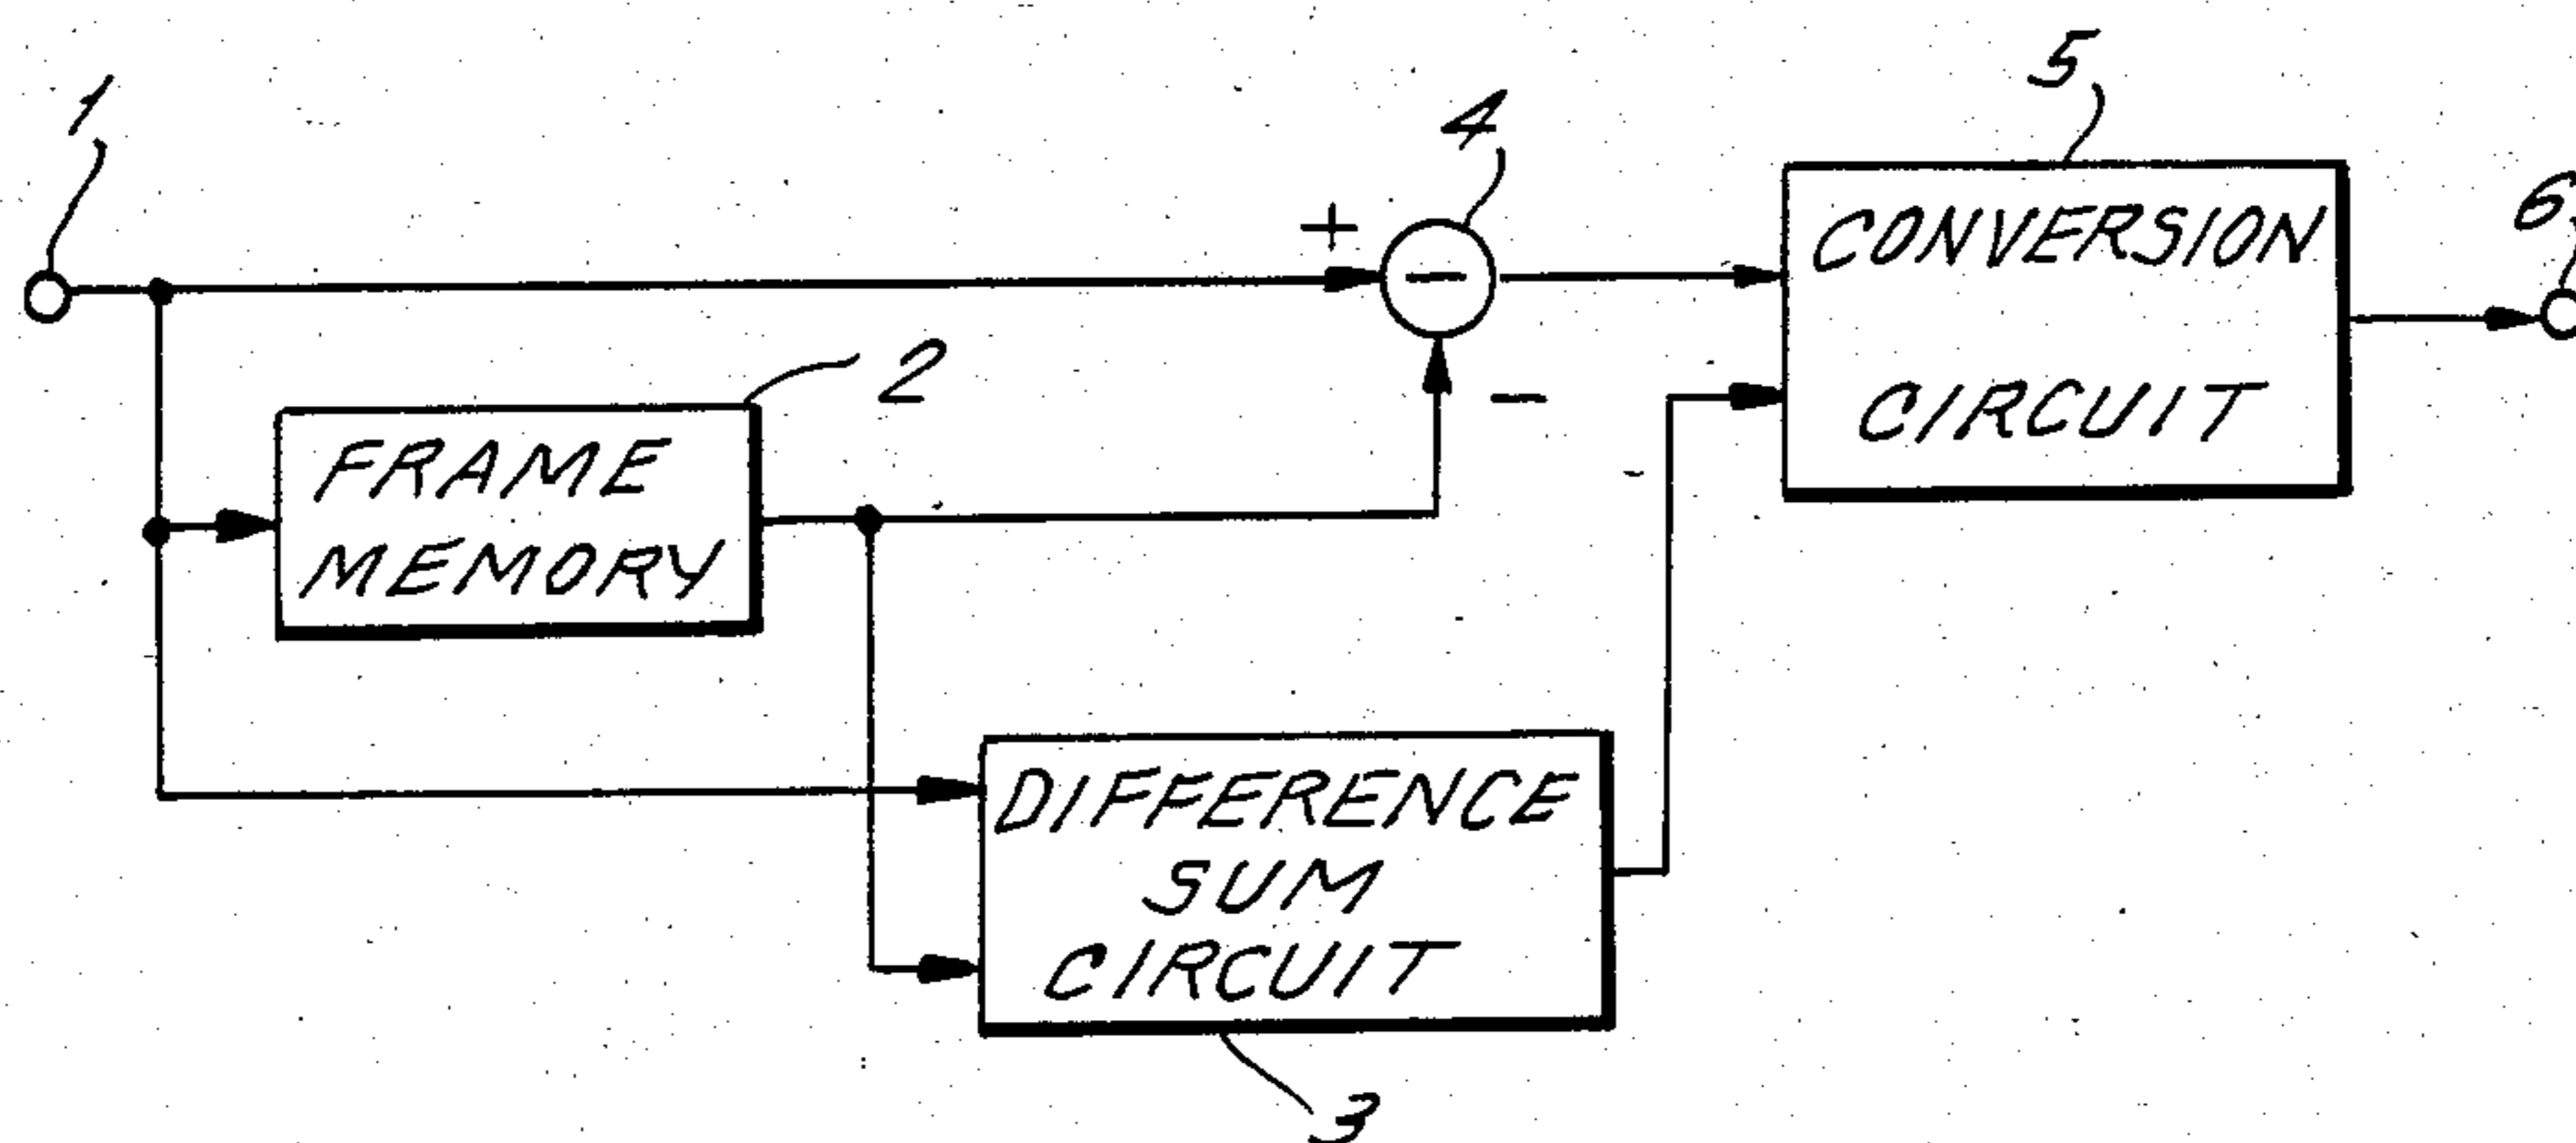 1
4
5
+
CONVERSION
CIRCUIT
6
2
-
-
FRAME
MEMORY
DIFFERENCE
SUM
CIRCUIT
3